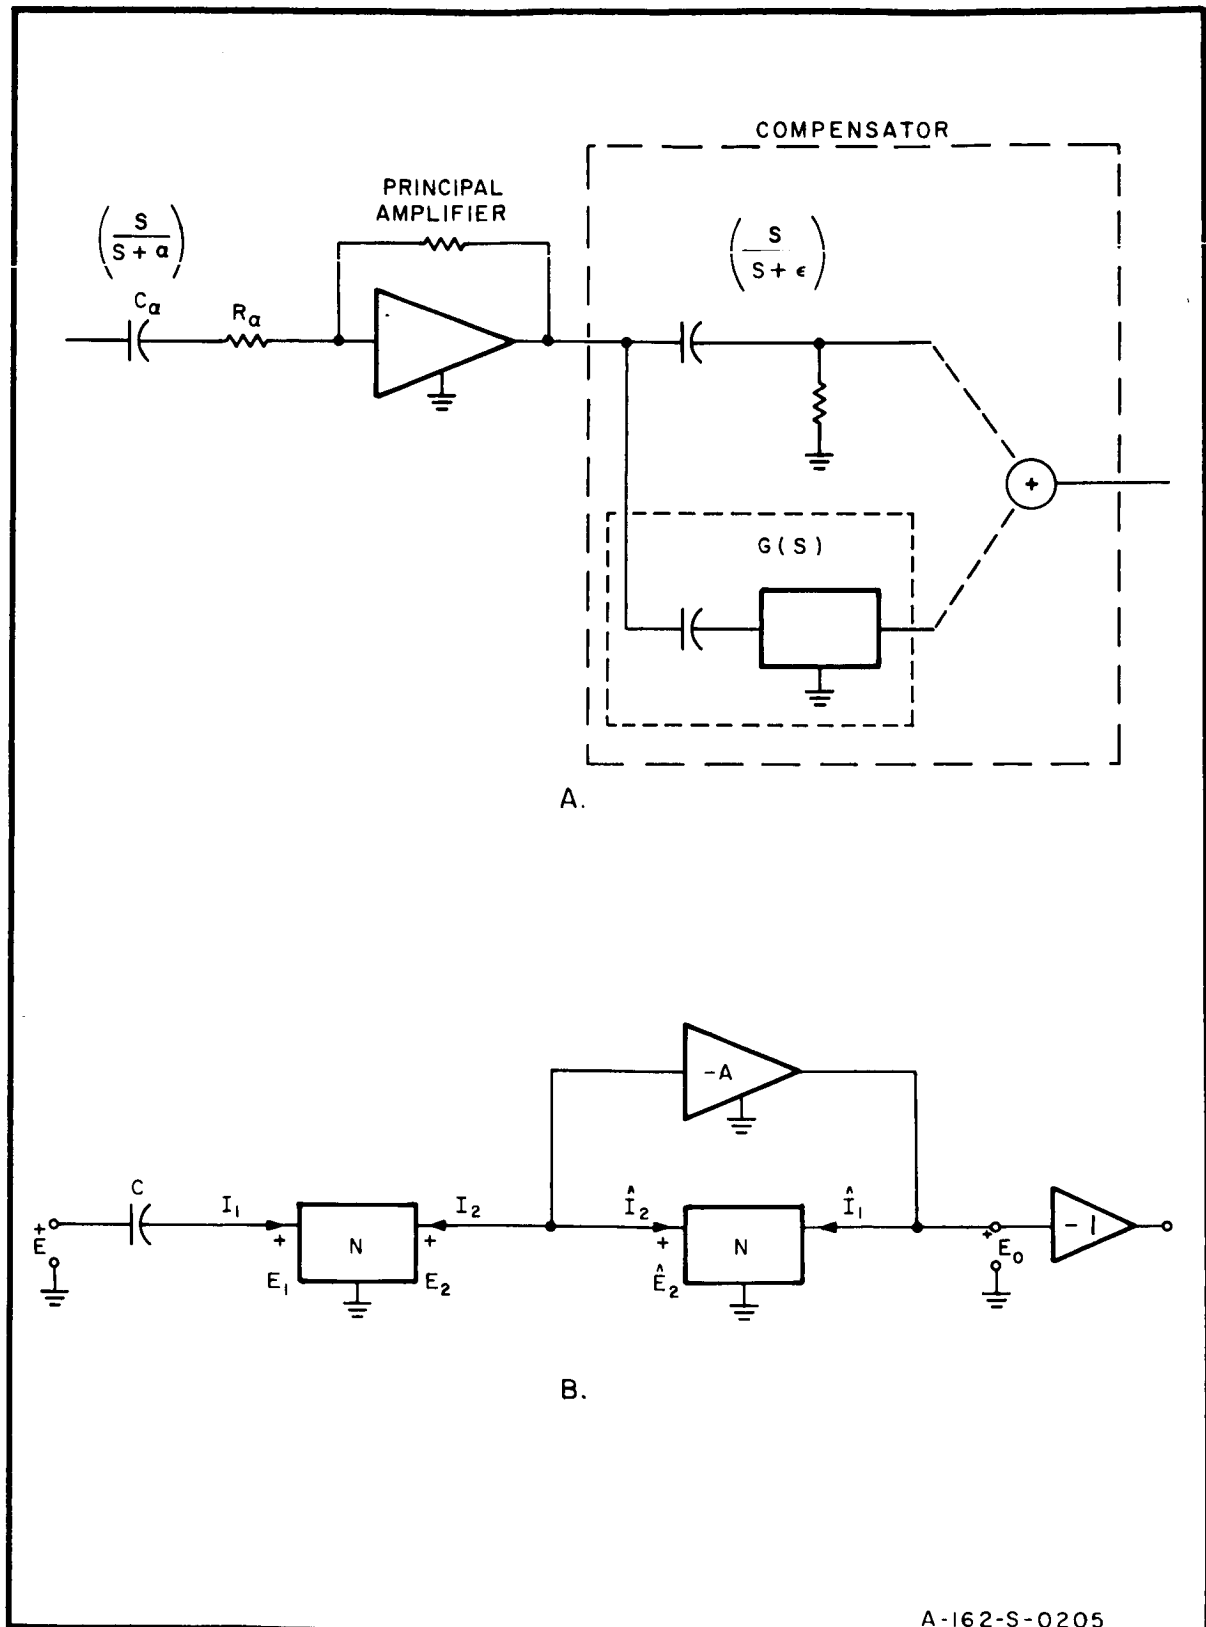 COMPENSATOR
PRINCIPAL
AMPLIFIER
(S / (S + α))
(S / (S + ϵ))
Cα
Rα
+
G(S)
A.
-A
C
I₁
I₂
Î₂
Î₁
+
E
+
E₁
N
+
E₂
+
Ê₂
N
+
E₀
-1
B.
A-162-S-0205